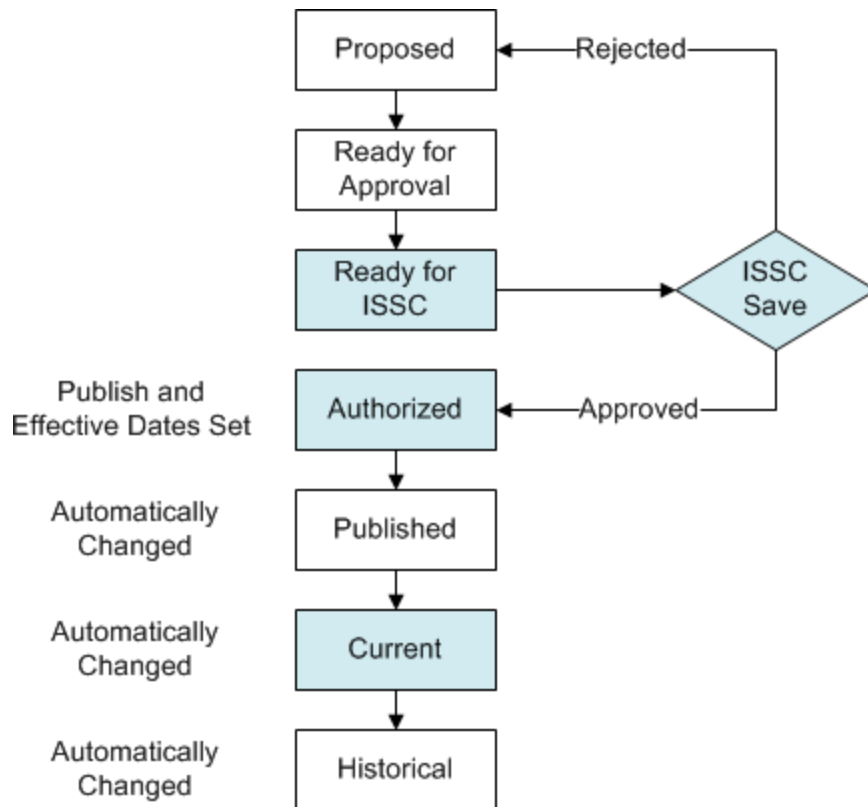 Proposed
Rejected
Ready for
Approval
Ready for
ISSC
ISSC
Save
Publish and
Effective Dates Set
Authorized
Approved
Automatically
Changed
Published
Automatically
Changed
Current
Automatically
Changed
Historical